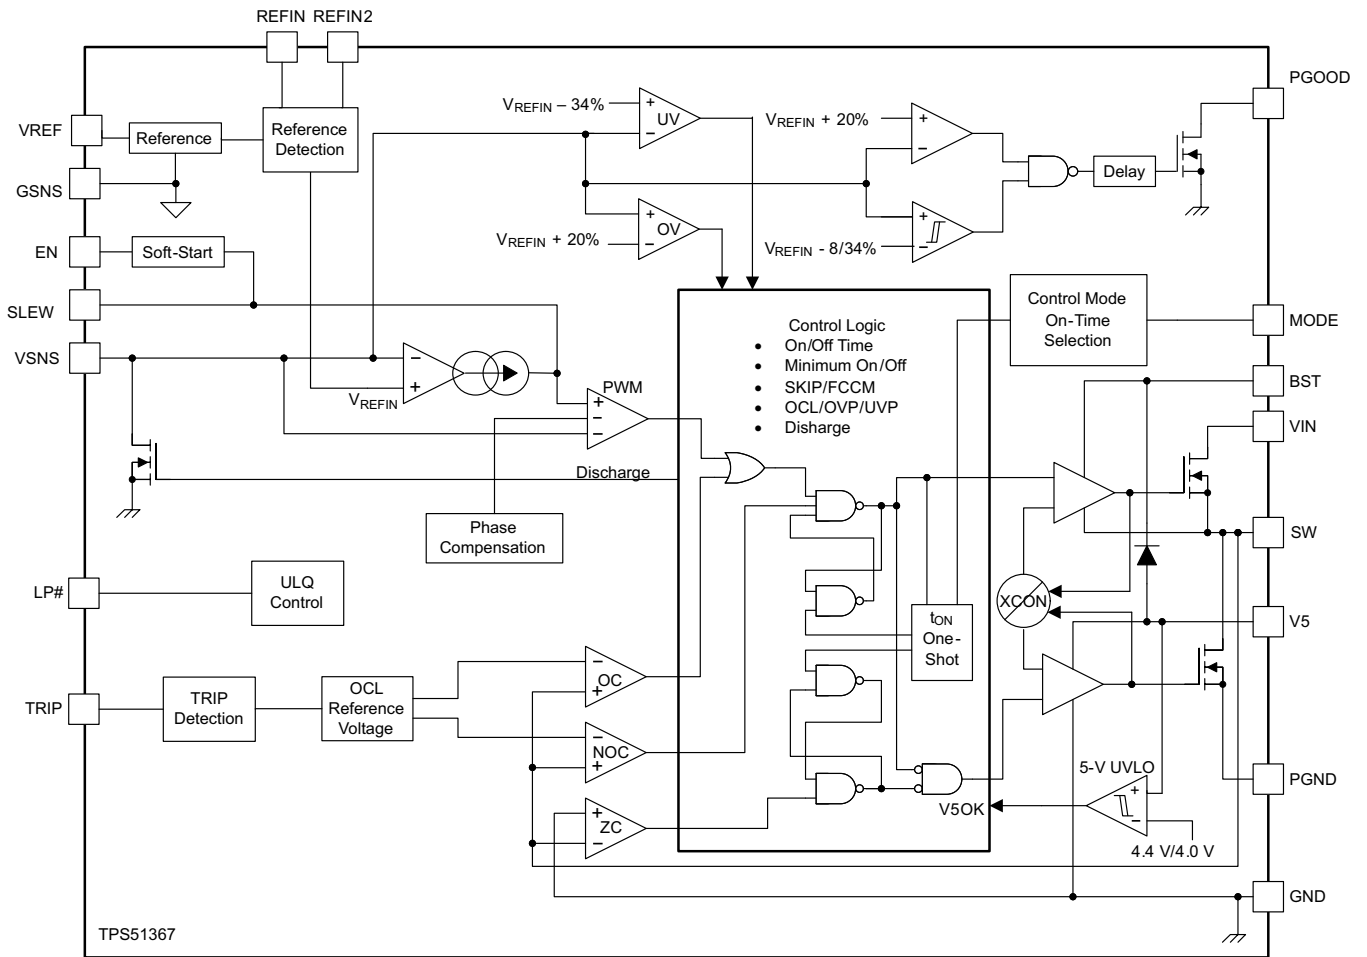 REFIN REFIN2
PGOOD
VREF
Reference
Reference
Detection
VREFIN – 34%
+
UV
−
VREFIN + 20%
+
−
GSNS
Delay
EN
Soft-Start
+
OV
−
VREFIN + 20%
+
−
VREFIN - 8/34%
SLEW
Control Mode
On-Time
Selection
MODE
VSNS
−
+
VREFIN
PWM
+
−
−
Control Logic
• On/Off Time
• Minimum On/Off
• SKIP/FCCM
• OCL/OVP/UVP
• Disharge
BST
VIN
Discharge
Phase
Compensation
SW
LP#
ULQ
Control
XCON
tON
One-
Shot
V5
TRIP
TRIP
Detection
OCL
Reference
Voltage
−
OC
+
−
NOC
+
+
ZC
−
5-V UVLO
+
−
V5OK
4.4 V/4.0 V
PGND
GND
TPS51367